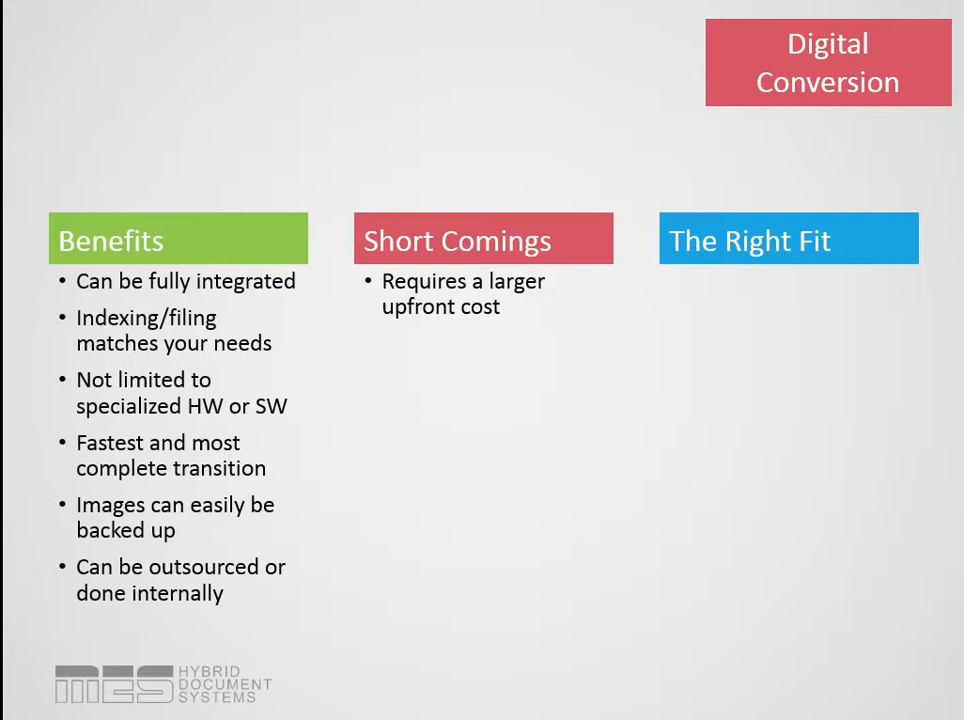 Digital
Conversion
Benefits
• Can be fully integrated
• Indexing/filing
matches your needs
• Not limited to
specialized HW or SW
• Fastest and most
complete transition
• Images can easily be
backed up
• Can be outsourced or
done internally
Short Comings
• Requires a larger
upfront cost
The Right Fit
MES HYBRID
DOCUMENT
SYSTEMS